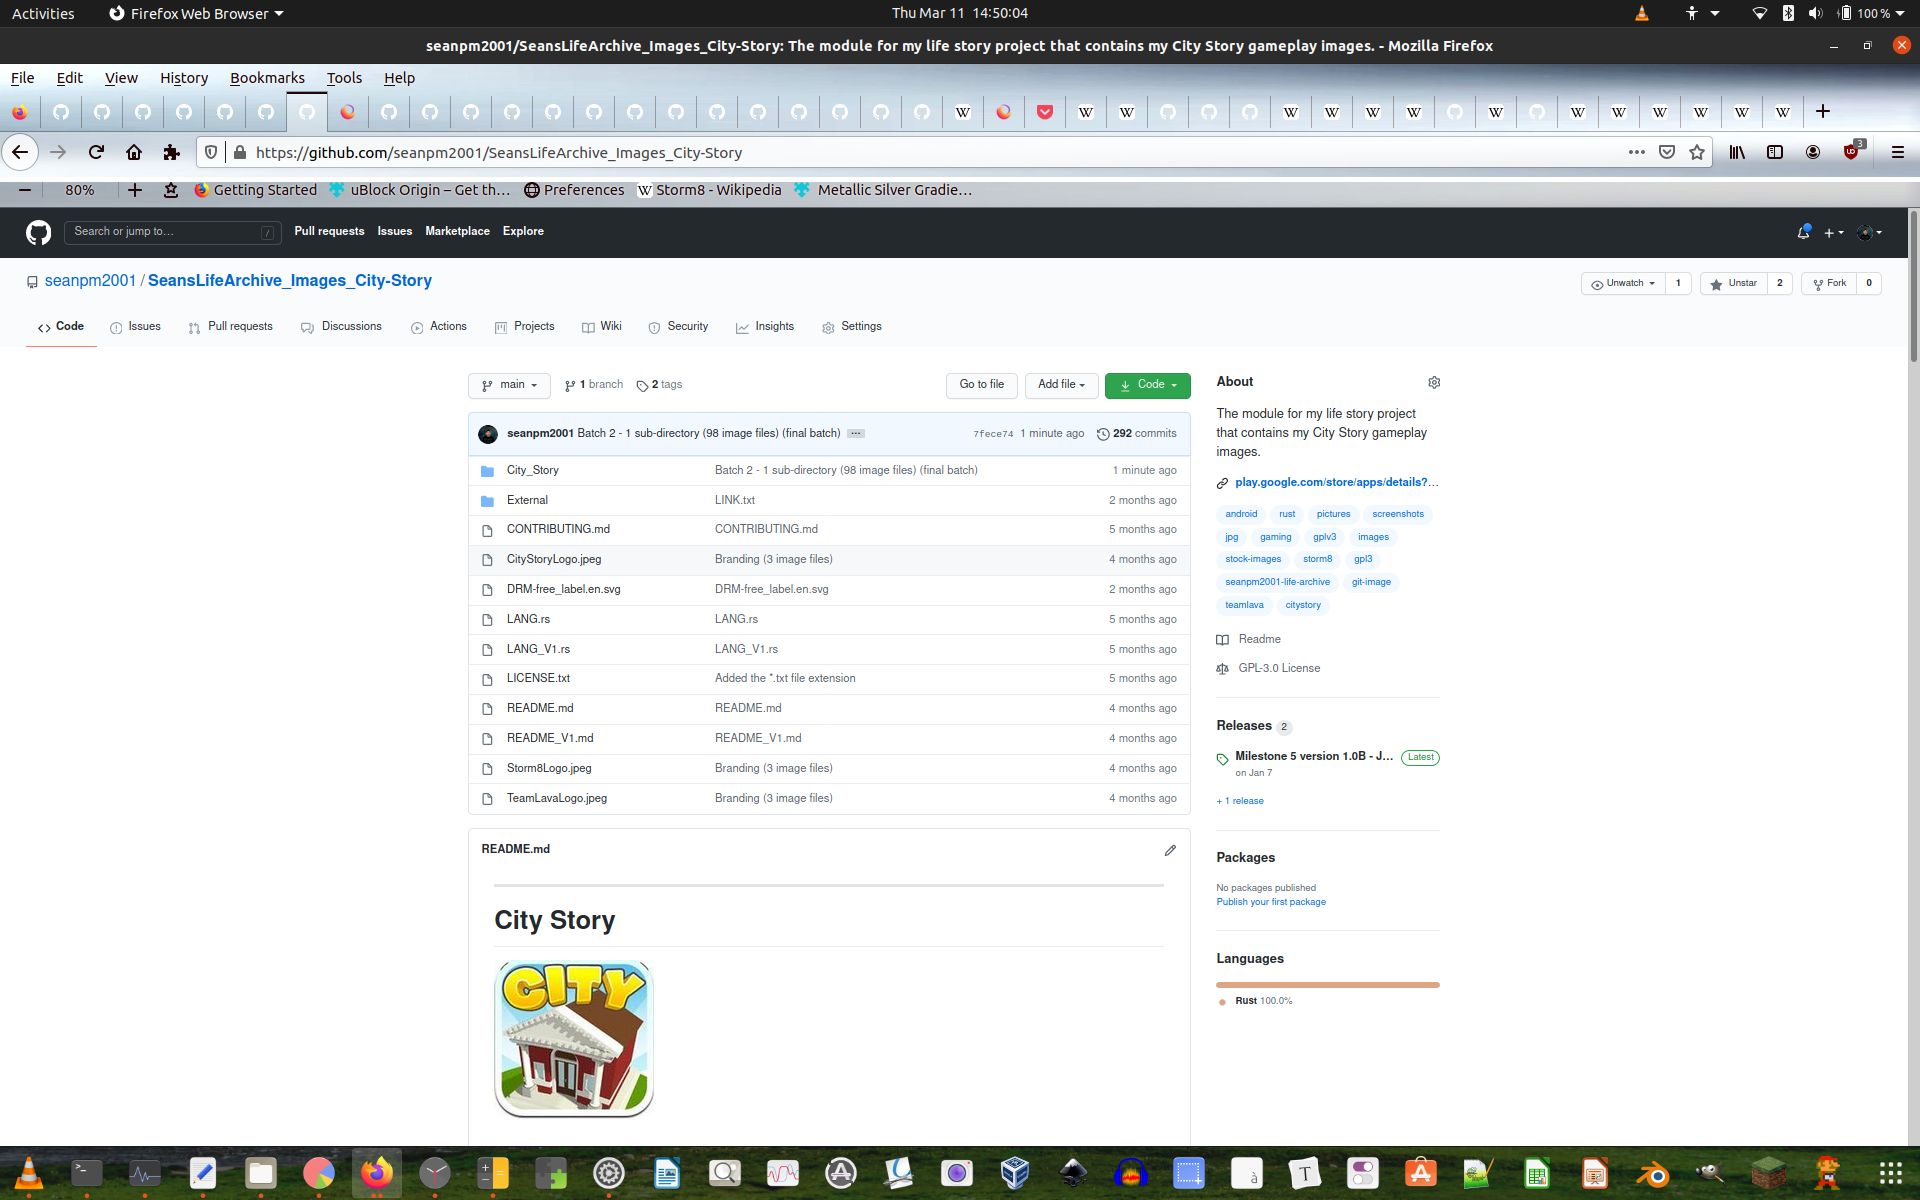 Activities Firefox Web Browser Thu Mar 11 14:50:04 100 %
seanpm2001/SeansLifeArchive_Images_City-Story: The module for my life story project that contains my City Story gameplay images. - Mozilla Firefox
File Edit View History Bookmarks Tools Help
https://github.com/seanpm2001/SeansLifeArchive_Images_City-Story 3
80% Getting Started uBlock Origin – Get th… Preferences Storm8 - Wikipedia Metallic Silver Gradie…
Search or jump to… / Pull requests Issues Marketplace Explore
seanpm2001 / SeansLifeArchive_Images_City-Story Unwatch 1 Unstar 2 Fork 0
Code Issues Pull requests Discussions Actions Projects Wiki Security Insights Settings
main 1 branch 2 tags Go to file Add file Code
seanpm2001 Batch 2 - 1 sub-directory (98 image files) (final batch) ... 7fece74 1 minute ago 292 commits
City_Story Batch 2 - 1 sub-directory (98 image files) (final batch) 1 minute ago
External LINK.txt 2 months ago
CONTRIBUTING.md CONTRIBUTING.md 5 months ago
CityStoryLogo.jpeg Branding (3 image files) 4 months ago
DRM-free_label.en.svg DRM-free_label.en.svg 2 months ago
LANG.rs LANG.rs 5 months ago
LANG_V1.rs LANG_V1.rs 5 months ago
LICENSE.txt Added the *.txt file extension 5 months ago
README.md README.md 4 months ago
README_V1.md README_V1.md 4 months ago
Storm8Logo.jpeg Branding (3 image files) 4 months ago
TeamLavaLogo.jpeg Branding (3 image files) 4 months ago
README.md
City Story
CITY
About
The module for my life story project
that contains my City Story gameplay
images.
play.google.com/store/apps/details?…
android rust pictures screenshots
jpg gaming gplv3 images
stock-images storm8 gpl3
seanpm2001-life-archive git-image
teamlava citystory
Readme
GPL-3.0 License
Releases 2
Milestone 5 version 1.0B - J… Latest
on Jan 7
+ 1 release
Packages
No packages published
Publish your first package
Languages
Rust 100.0%